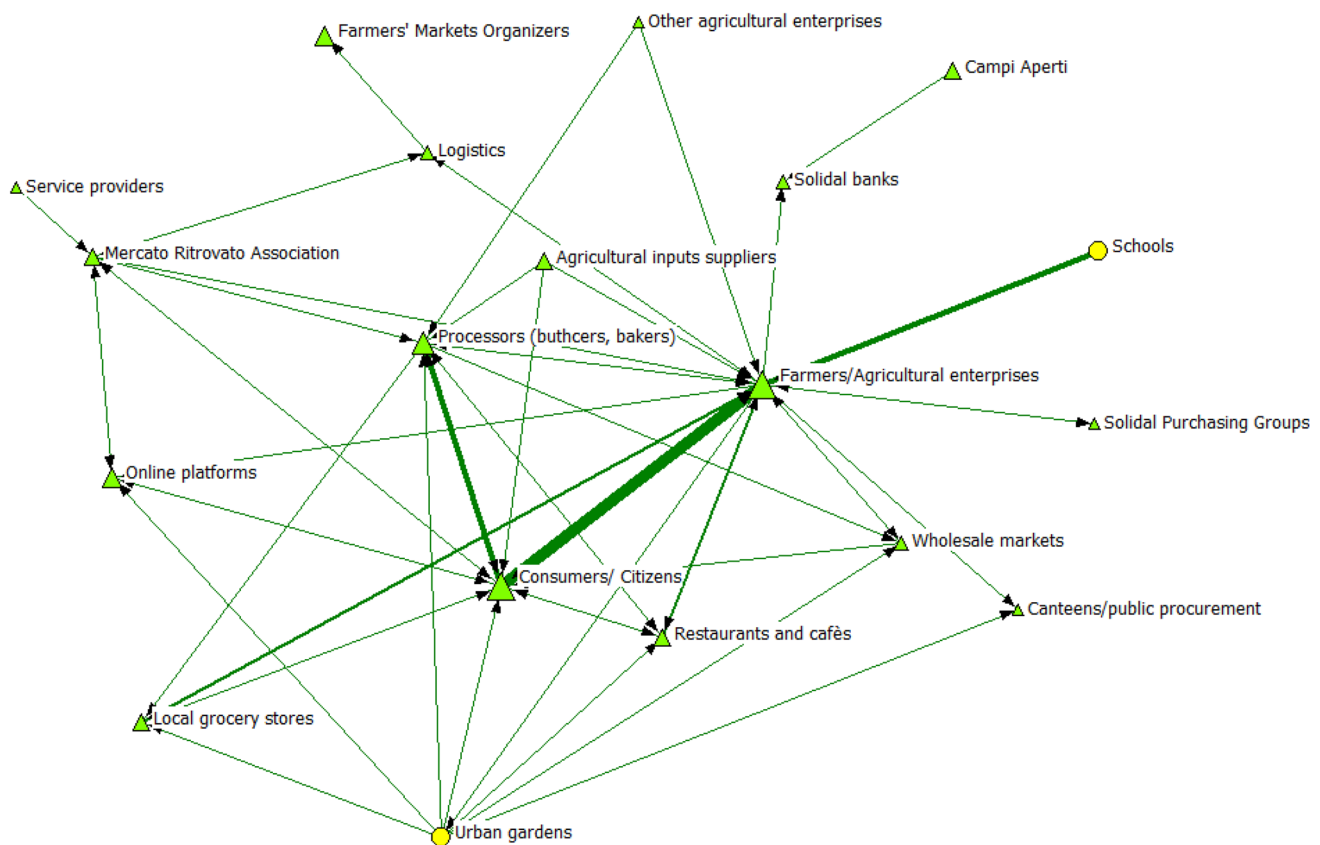 Other agricultural enterprises
Farmers' Markets Organizers
Campi Aperti
Logistics
Solidal banks
Service providers
Schools
Mercato Ritrovato Association
Agricultural inputs suppliers
Processors (buthcers, bakers)
Farmers/Agricultural enterprises
Solidal Purchasing Groups
Online platforms
Wholesale markets
Consumers/ Citizens
Canteens/public procurement
Restaurants and cafès
Local grocery stores
Urban gardens